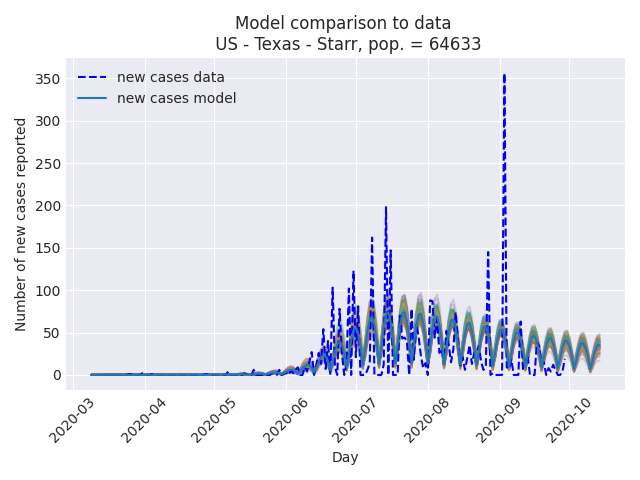 Model comparison to data
US - Texas - Starr, pop. = 64633
new cases data
new cases model
Number of new cases reported
350
300
250
200
150
100
50
0
2020-03
2020-04
2020-05
2020-06
2020-07
2020-08
2020-09
2020-10
Day